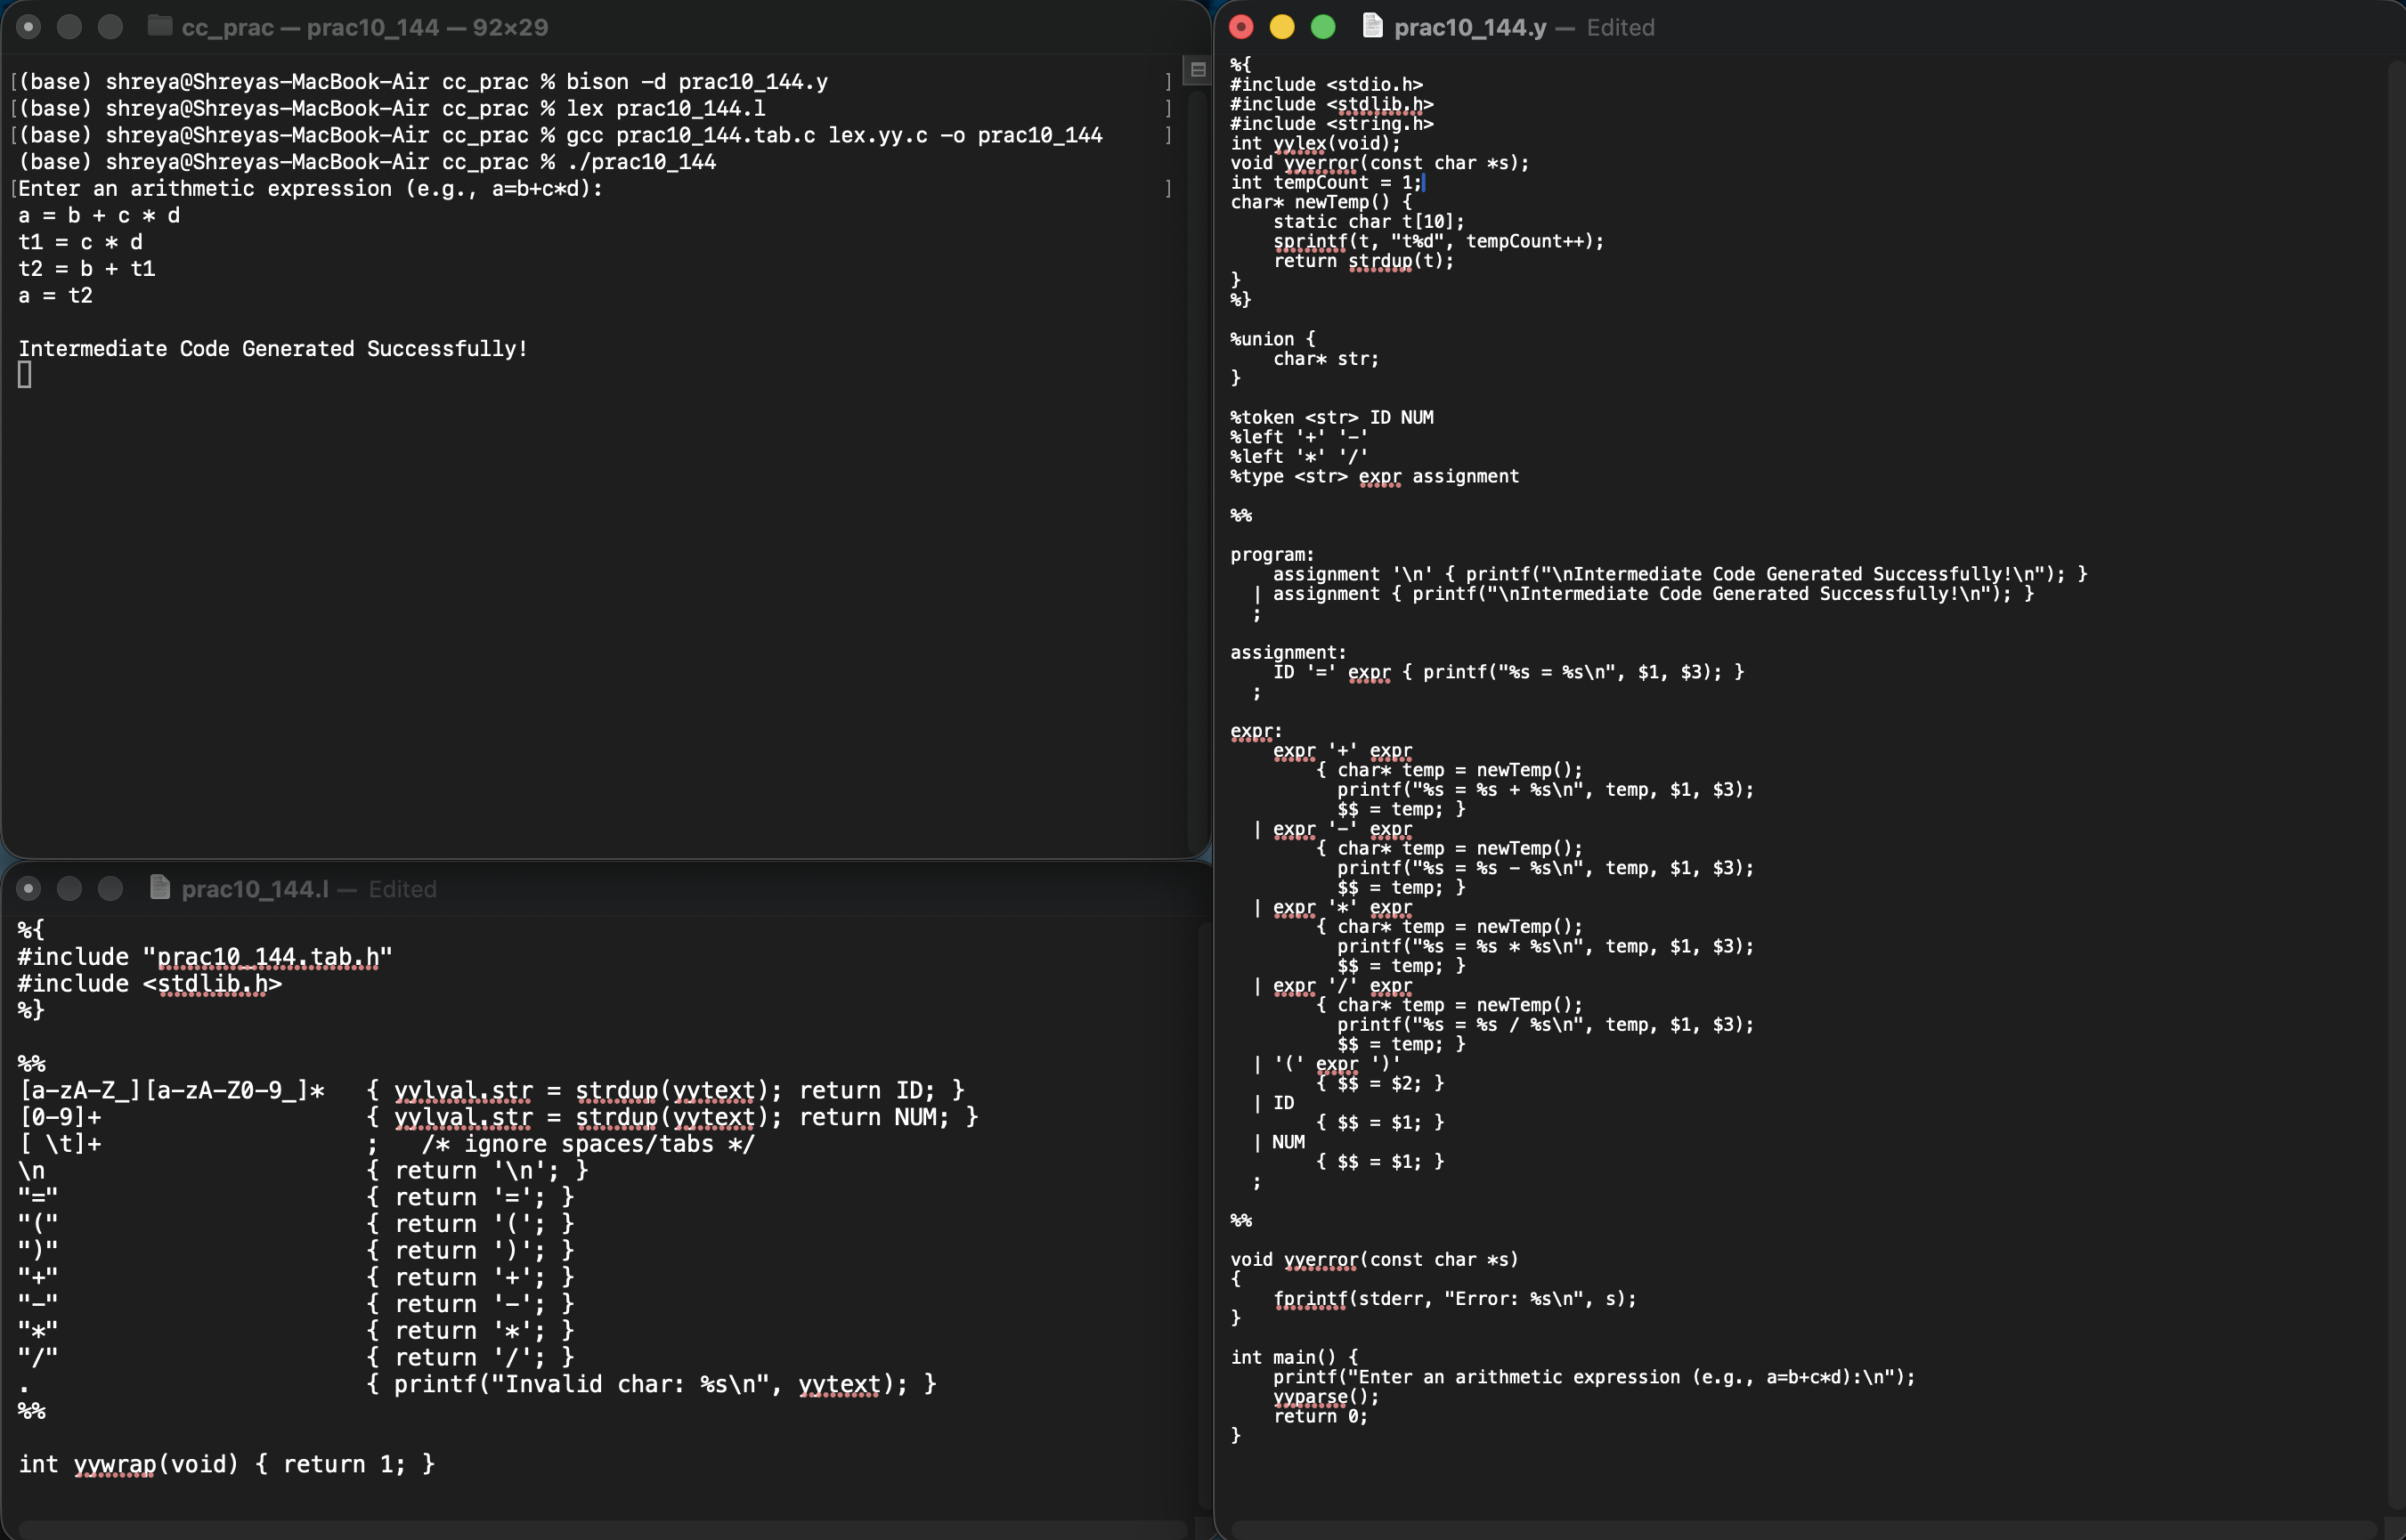 cc_prac — prac10_144 — 92×29
[(base) shreya@Shreyas-MacBook-Air cc_prac % bison -d prac10_144.y ]
[(base) shreya@Shreyas-MacBook-Air cc_prac % lex prac10_144.l ]
[(base) shreya@Shreyas-MacBook-Air cc_prac % gcc prac10_144.tab.c lex.yy.c -o prac10_144 ]
(base) shreya@Shreyas-MacBook-Air cc_prac % ./prac10_144
[Enter an arithmetic expression (e.g., a=b+c*d): ]
a = b + c * d
t1 = c * d
t2 = b + t1
a = t2

Intermediate Code Generated Successfully!
prac10_144.l — Edited
%{
#include "prac10_144.tab.h"
#include <stdlib.h>
%}

%%
[a-zA-Z_][a-zA-Z0-9_]*   { yylval.str = strdup(yytext); return ID; }
[0-9]+                   { yylval.str = strdup(yytext); return NUM; }
[ \t]+                   ;   /* ignore spaces/tabs */
\n                       { return '\n'; }
"="                      { return '='; }
"("                      { return '('; }
")"                      { return ')'; }
"+"                      { return '+'; }
"-"                      { return '-'; }
"*"                      { return '*'; }
"/"                      { return '/'; }
.                        { printf("Invalid char: %s\n", yytext); }
%%

int yywrap(void) { return 1; }
prac10_144.y — Edited
%{
#include <stdio.h>
#include <stdlib.h>
#include <string.h>
int yylex(void);
void yyerror(const char *s);
int tempCount = 1;
char* newTemp() {
    static char t[10];
    sprintf(t, "t%d", tempCount++);
    return strdup(t);
}
%}

%union {
    char* str;
}

%token <str> ID NUM
%left '+' '-'
%left '*' '/'
%type <str> expr assignment

%%

program:
    assignment '\n' { printf("\nIntermediate Code Generated Successfully!\n"); }
  | assignment { printf("\nIntermediate Code Generated Successfully!\n"); }
  ;

assignment:
    ID '=' expr { printf("%s = %s\n", $1, $3); }
  ;

expr:
    expr '+' expr
        { char* temp = newTemp();
          printf("%s = %s + %s\n", temp, $1, $3);
          $$ = temp; }
  | expr '-' expr
        { char* temp = newTemp();
          printf("%s = %s - %s\n", temp, $1, $3);
          $$ = temp; }
  | expr '*' expr
        { char* temp = newTemp();
          printf("%s = %s * %s\n", temp, $1, $3);
          $$ = temp; }
  | expr '/' expr
        { char* temp = newTemp();
          printf("%s = %s / %s\n", temp, $1, $3);
          $$ = temp; }
  | '(' expr ')'
        { $$ = $2; }
  | ID
        { $$ = $1; }
  | NUM
        { $$ = $1; }
  ;

%%

void yyerror(const char *s)
{
    fprintf(stderr, "Error: %s\n", s);
}

int main() {
    printf("Enter an arithmetic expression (e.g., a=b+c*d):\n");
    yyparse();
    return 0;
}